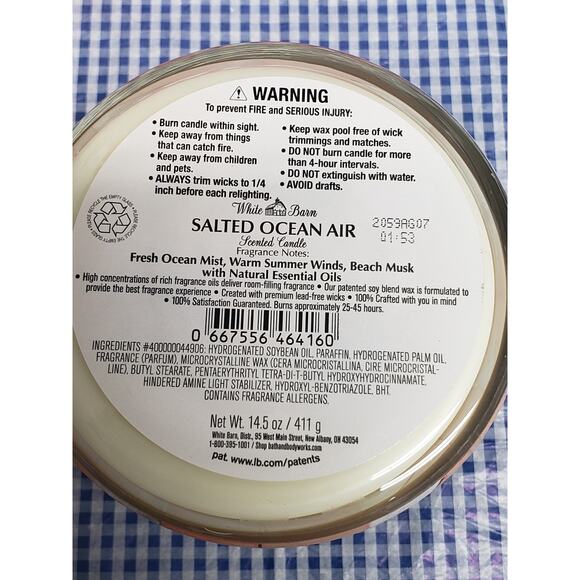 ⚠ WARNING
To prevent FIRE and SERIOUS INJURY:
• Burn candle within sight.
• Keep away from things
that can catch fire.
• Keep away from children
and pets.
• ALWAYS trim wicks to 1/4
inch before each relighting.
• Keep wax pool free of wick
trimmings and matches.
• DO NOT burn candle for more
than 4-hour intervals.
• DO NOT extinguish with water.
• AVOID drafts.
PLEASE RECYCLE THE EMPTY GLASS
White Barn
SALTED OCEAN AIR
Scented Candle
2059AG07
01:53
Fragrance Notes:
Fresh Ocean Mist, Warm Summer Winds, Beach Musk
with Natural Essential Oils
• High concentrations of rich fragrance oils deliver room-filling fragrance • Our patented soy blend wax is formulated to
provide the best fragrance experience • Created with premium lead-free wicks • 100% Crafted with you in mind
• 100% Satisfaction Guaranteed. Burns approximately 25-45 hours.
0 667556 464160
INGREDIENTS #400000044906: HYDROGENATED SOYBEAN OIL, PARAFFIN, HYDROGENATED PALM OIL,
FRAGRANCE (PARFUM), MICROCRYSTALLINE WAX (CERA MICROCRISTALLINA, CIRE MICROCRISTAL-
LINE), BUTYL STEARATE, PENTAERYTHRITYL TETRA-DI-T-BUTYL HYDROXYHYDROCINNAMATE,
HINDERED AMINE LIGHT STABILIZER, HYDROXYL-BENZOTRIAZOLE, BHT.
CONTAINS FRAGRANCE ALLERGENS.
Net Wt. 14.5 oz / 411 g
White Barn, Distr., 95 West Main Street, New Albany, OH 43054
1-800-395-1001 / Shop bathandbodyworks.com
pat. www.lb.com/patents